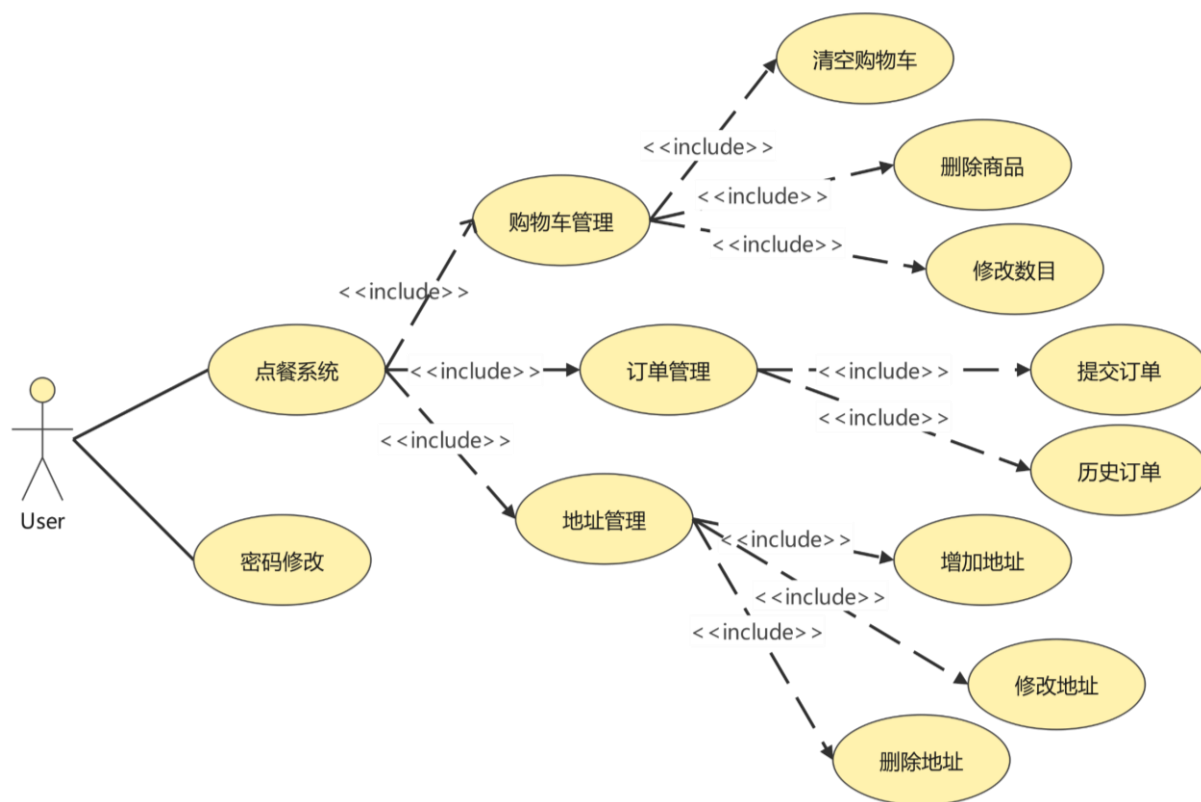 清空购物车
<<include>>
删除商品
<<include>>
购物车管理
<<include>>
修改数目
<<include>>
点餐系统
<<include>>
订单管理
<<include>>
提交订单
<<include>>
<<include>>
历史订单
User
地址管理
<<include>>
增加地址
密码修改
<<include>>
<<include>>
修改地址
删除地址